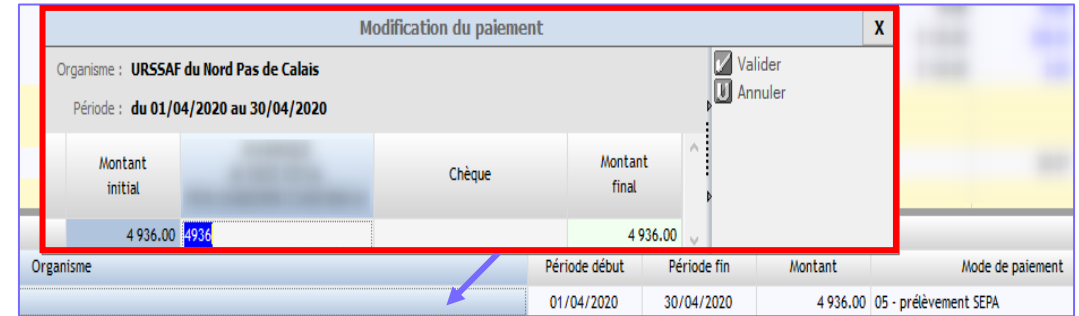 Modification du paiement
X
Organisme : URSSAF du Nord Pas de Calais
Période : du 01/04/2020 au 30/04/2020
Valider
Annuler
Montant
initial
Chèque
Montant
final
4 936.00 4936 4 936.00
Organisme Période début Période fin Montant Mode de paiement
01/04/2020 30/04/2020 4 936.00 05 - prélèvement SEPA